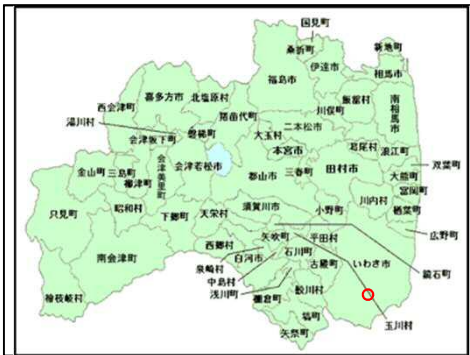 国見町
桑折町
新地町
伊達市
相馬市
福島市
喜多方市
北塩原村
飯舘村
南相馬市
西会津町
猪苗代町
川俣町
湯川村
二本松市
磐梯町
大玉村
会津坂下町
葛尾村
浪江町
本宮市
双葉町
金山町
三島町
会津美里町
会津若松市
田村市
大熊町
郡山市
三春町
柳津町
富岡町
川内村
楢葉町
只見町
昭和村
須賀川市
小野町
下郷町
天栄村
広野町
矢吹町
平田村
西郷村
石川町
南会津町
白河市
いわき市
古殿町
泉崎村
鏡石町
中島村
浅川町
鮫川村
檜枝岐村
棚倉町
塙町
玉川村
矢祭町